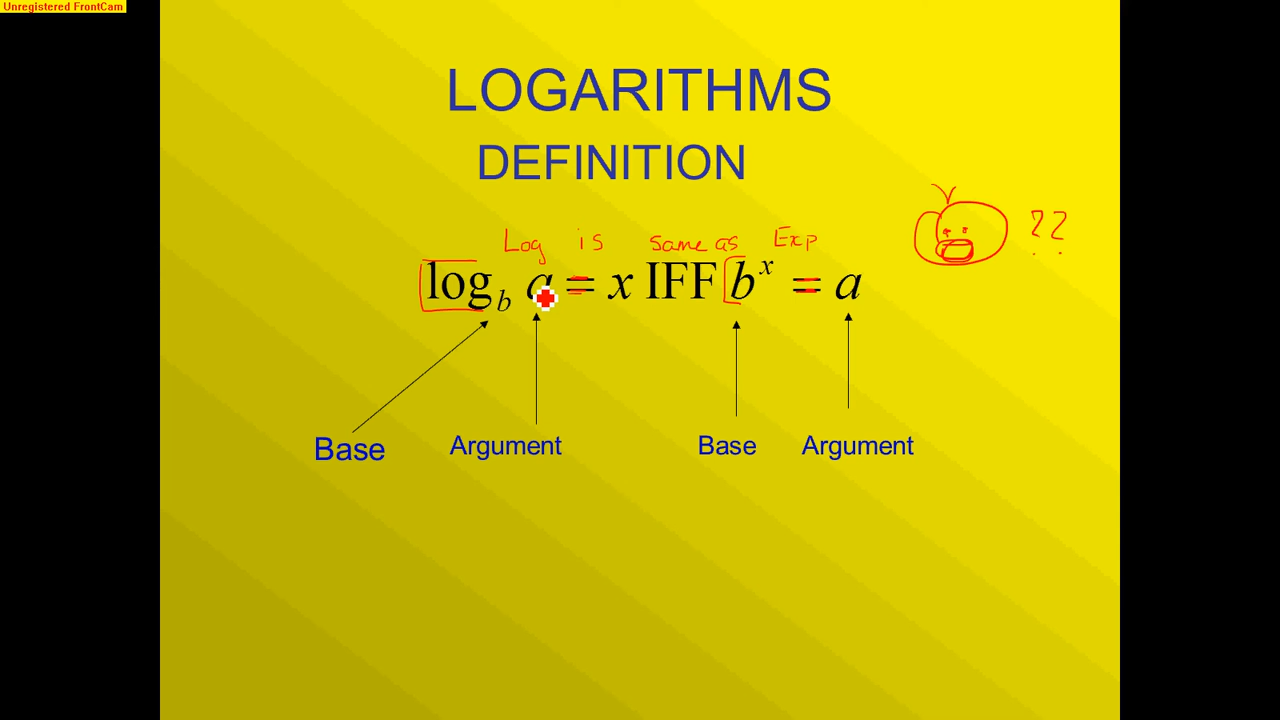 Unregistered FrontCam
LOGARITHMS
DEFINITION
Log is same as Exp ??
log_b a = x IFF b^x = a
Base Argument Base Argument